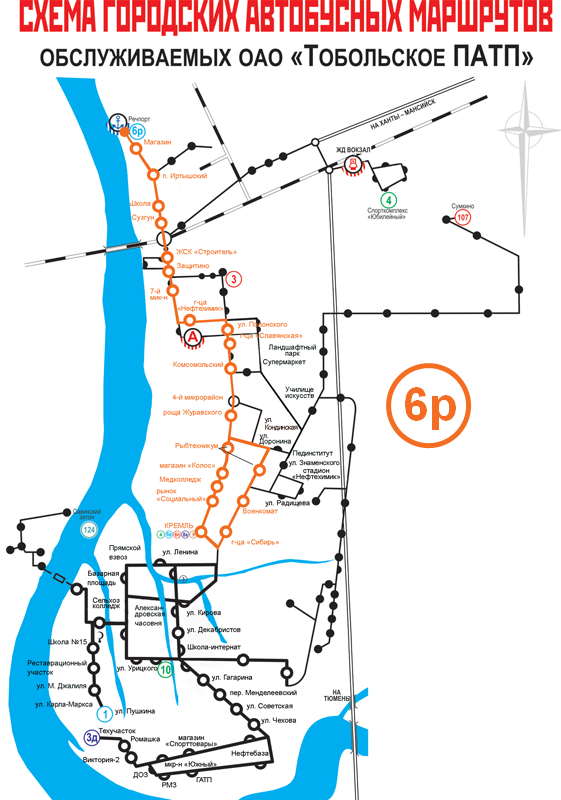 СХЕМА ГОРОДСКИХ АВТОБУСНЫХ МАРШРУТОВ
ОБСЛУЖИВАЕМЫХ ОАО «Тобольское ПАТП»
Речпорт
6р
Магазин
НА ХАНТЫ – МАНСИЙСК
ЖД ВОКЗАЛ
п. Иртышский
4
Спорткомплекс
«Юбилейный»
Школа
Сузгун
Сумкино
107
ЖСК «Строитель»
Защитино
3
7-й
мик-н
г-ца
«Нефтехимик»
А
ул. Полонского
г-ца «Славянская»
Ландшафтный
парк
Супермаркет
Комсомольский
6р
4-й микрорайон
Училище
искусств
роща Журавского
ул.
Кондинская
ул.
Доронина
Рыбтехникум
Пединститут
магазин «Колос»
ул. Знаменского
стадион
«Нефтехимик»
Медколледж
рынок
«Социальный»
ул. Радищева
Военкомат
КРЕМЛЬ
124
г-ца «Сибирь»
Прямской
взвоз
ул. Ленина
Базарная
площадь
Сельхоз
колледж
Алексан-
дровская
часовня
ул. Кирова
ул. Декабристов
Школа №15
Школа-интернат
Реставрационный
участок
ул. Урицкого
10
ул. Гагарина
ул. М. Джалиля
пер. Менделеевский
НА
ТЮМЕНЬ
ул. Карла-Маркса
1
ул. Пушкина
ул. Советская
ул. Чехова
3д
Техучасток
Ромашка
магазин
«Спорттовары»
Нефтебаза
Виктория-2
мкр-н «Южный»
ДОЗ
РМЗ
ГАТП